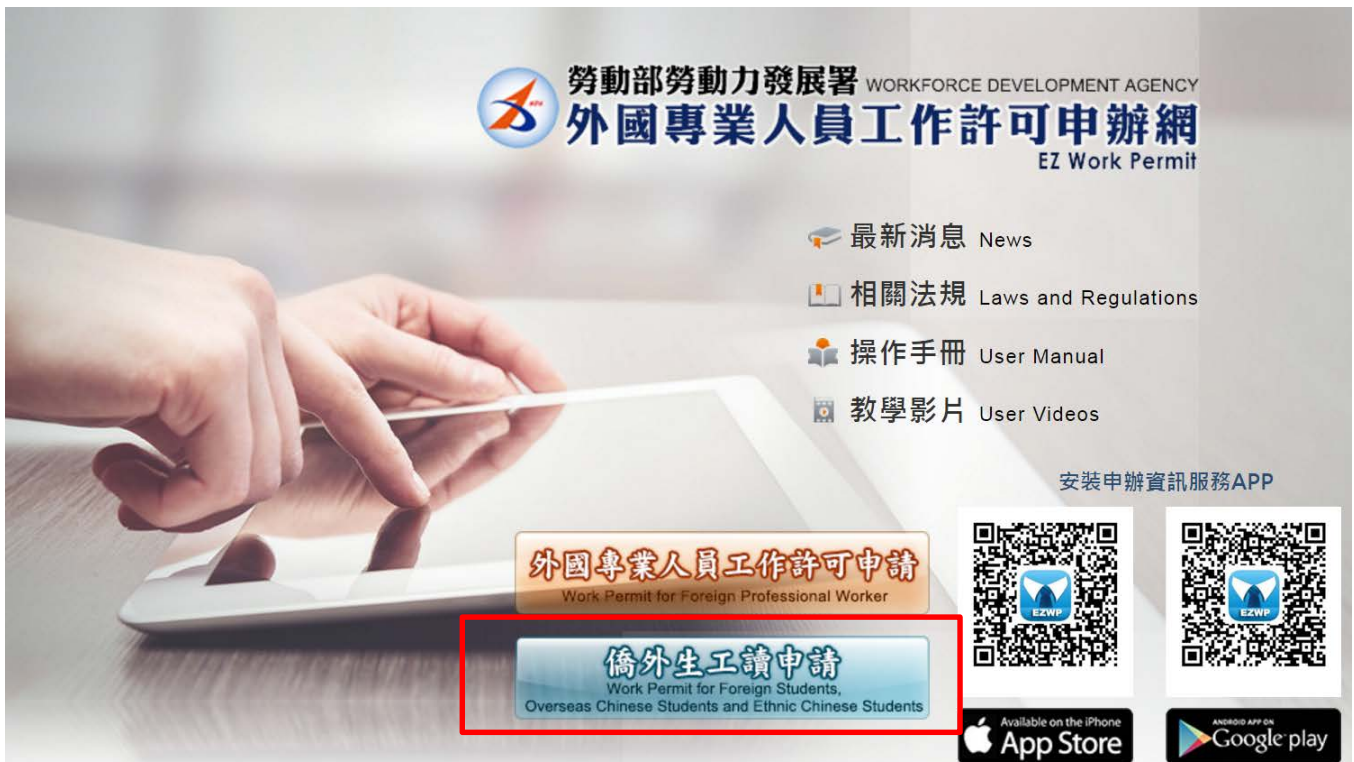 勞動部勞動力發展署 WORKFORCE DEVELOPMENT AGENCY
外國專業人員工作許可申辦網
EZ Work Permit
最新消息 News
相關法規 Laws and Regulations
操作手冊 User Manual
教學影片 User Videos
安裝申辦資訊服務APP
外國專業人員工作許可申請
Work Permit for Foreign Professional Worker
僑外生工讀申請
Work Permit for Foreign Students,
Overseas Chinese Students and Ethnic Chinese Students
EZWP
EZWP
Available on the iPhone
App Store
ANDROID APP ON
Google play